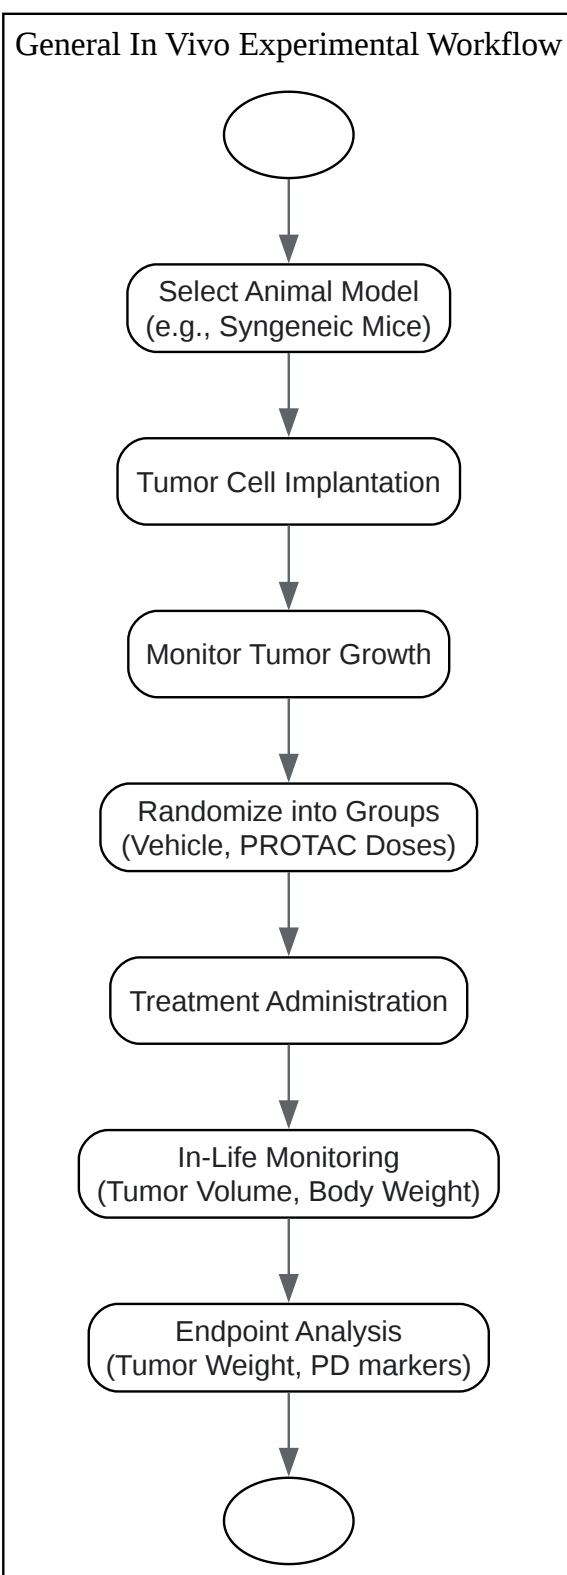 General In Vivo Experimental Workflow
Select Animal Model
(e.g., Syngeneic Mice)
Tumor Cell Implantation
Monitor Tumor Growth
Randomize into Groups
(Vehicle, PROTAC Doses)
Treatment Administration
In-Life Monitoring
(Tumor Volume, Body Weight)
Endpoint Analysis
(Tumor Weight, PD markers)